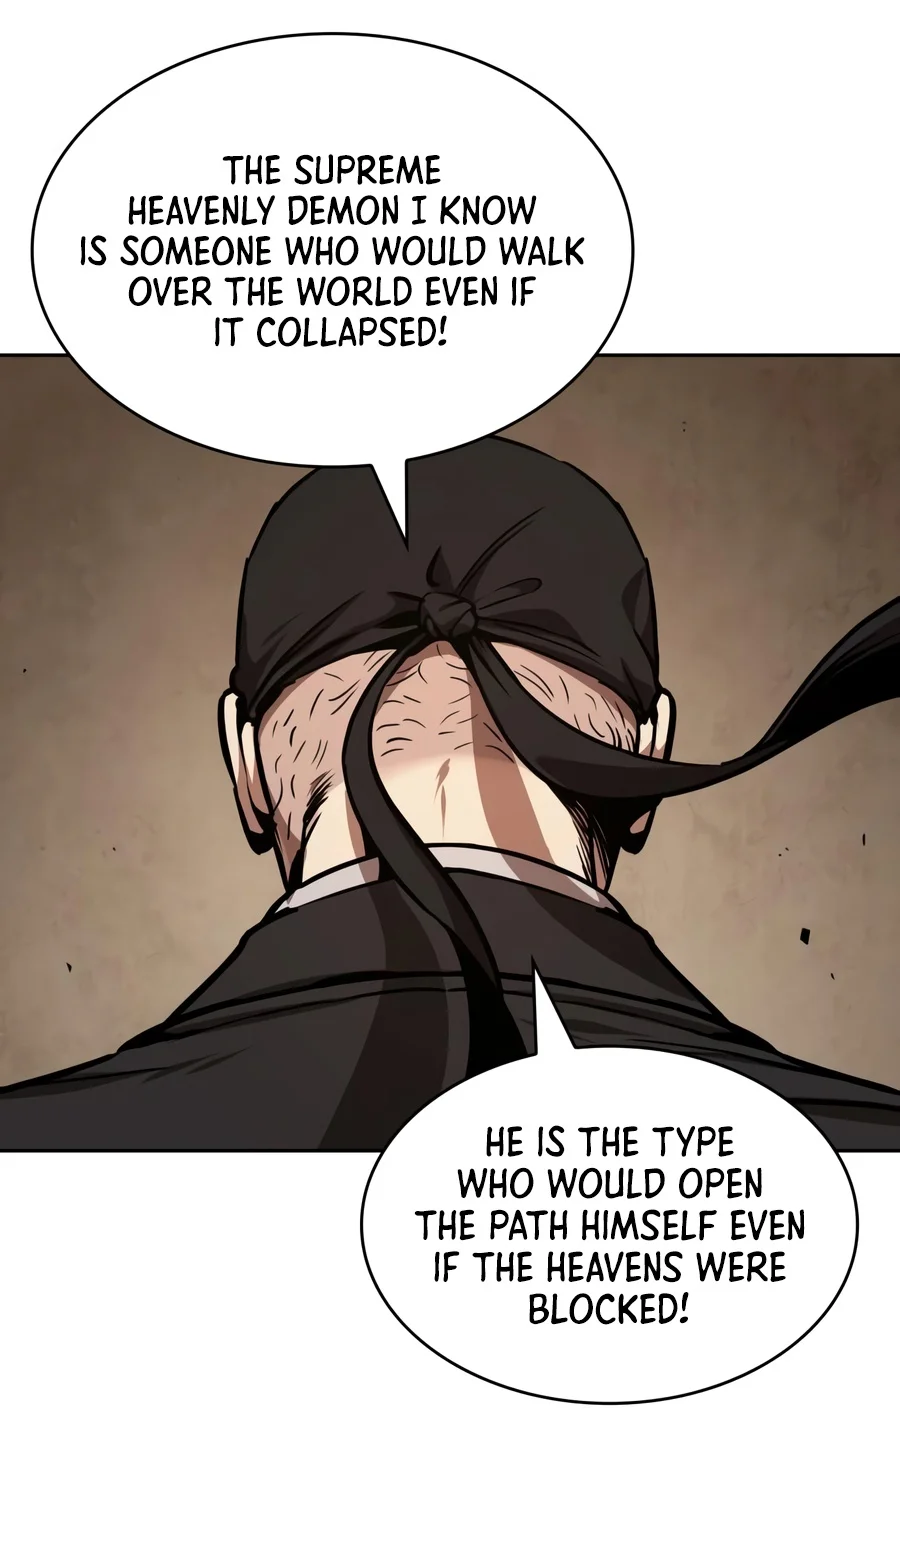 THE SUPREME
HEAVENLY DEMON I KNOW
IS SOMEONE WHO WOULD WALK
OVER THE WORLD EVEN IF
IT COLLAPSED!
HE IS THE TYPE
WHO WOULD OPEN
THE PATH HIMSELF EVEN
IF THE HEAVENS WERE
BLOCKED!